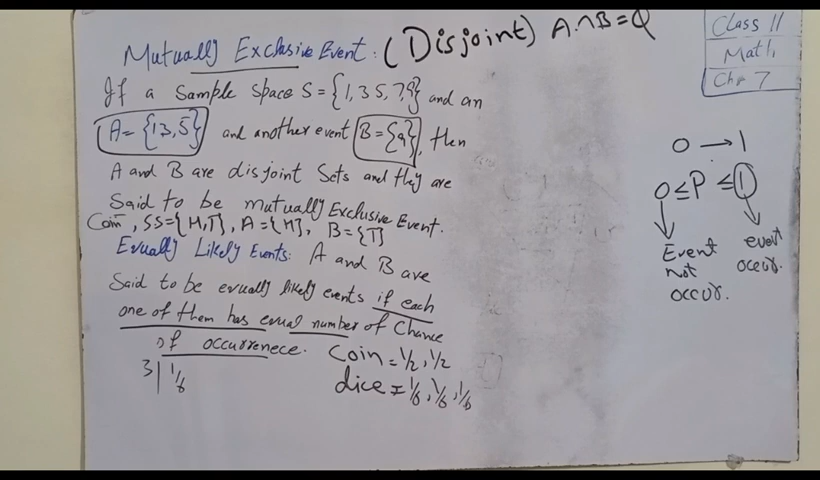 Mutually Exclusive Event: (Disjoint) A∩B=φ
If a Sample Space S={1,3 5,7,9} and an
A={1 3,5} and another event B={9}, then
A and B are disjoint Sets and they are
Said to be mutually Exclusive Event.
Coin, SS={H,T}, A={H}, B={T}
Equally Likely Events: A and B are
Said to be equally likely events if each
one of them has equal number of Chance
of occurrenece.
Coin=1/2,1/2
3| 1/6
dice=1/6,1/6,1/6
Class 11
Math
Ch# 7
0→1
0≤P≤1
Event not occur.
event occur.